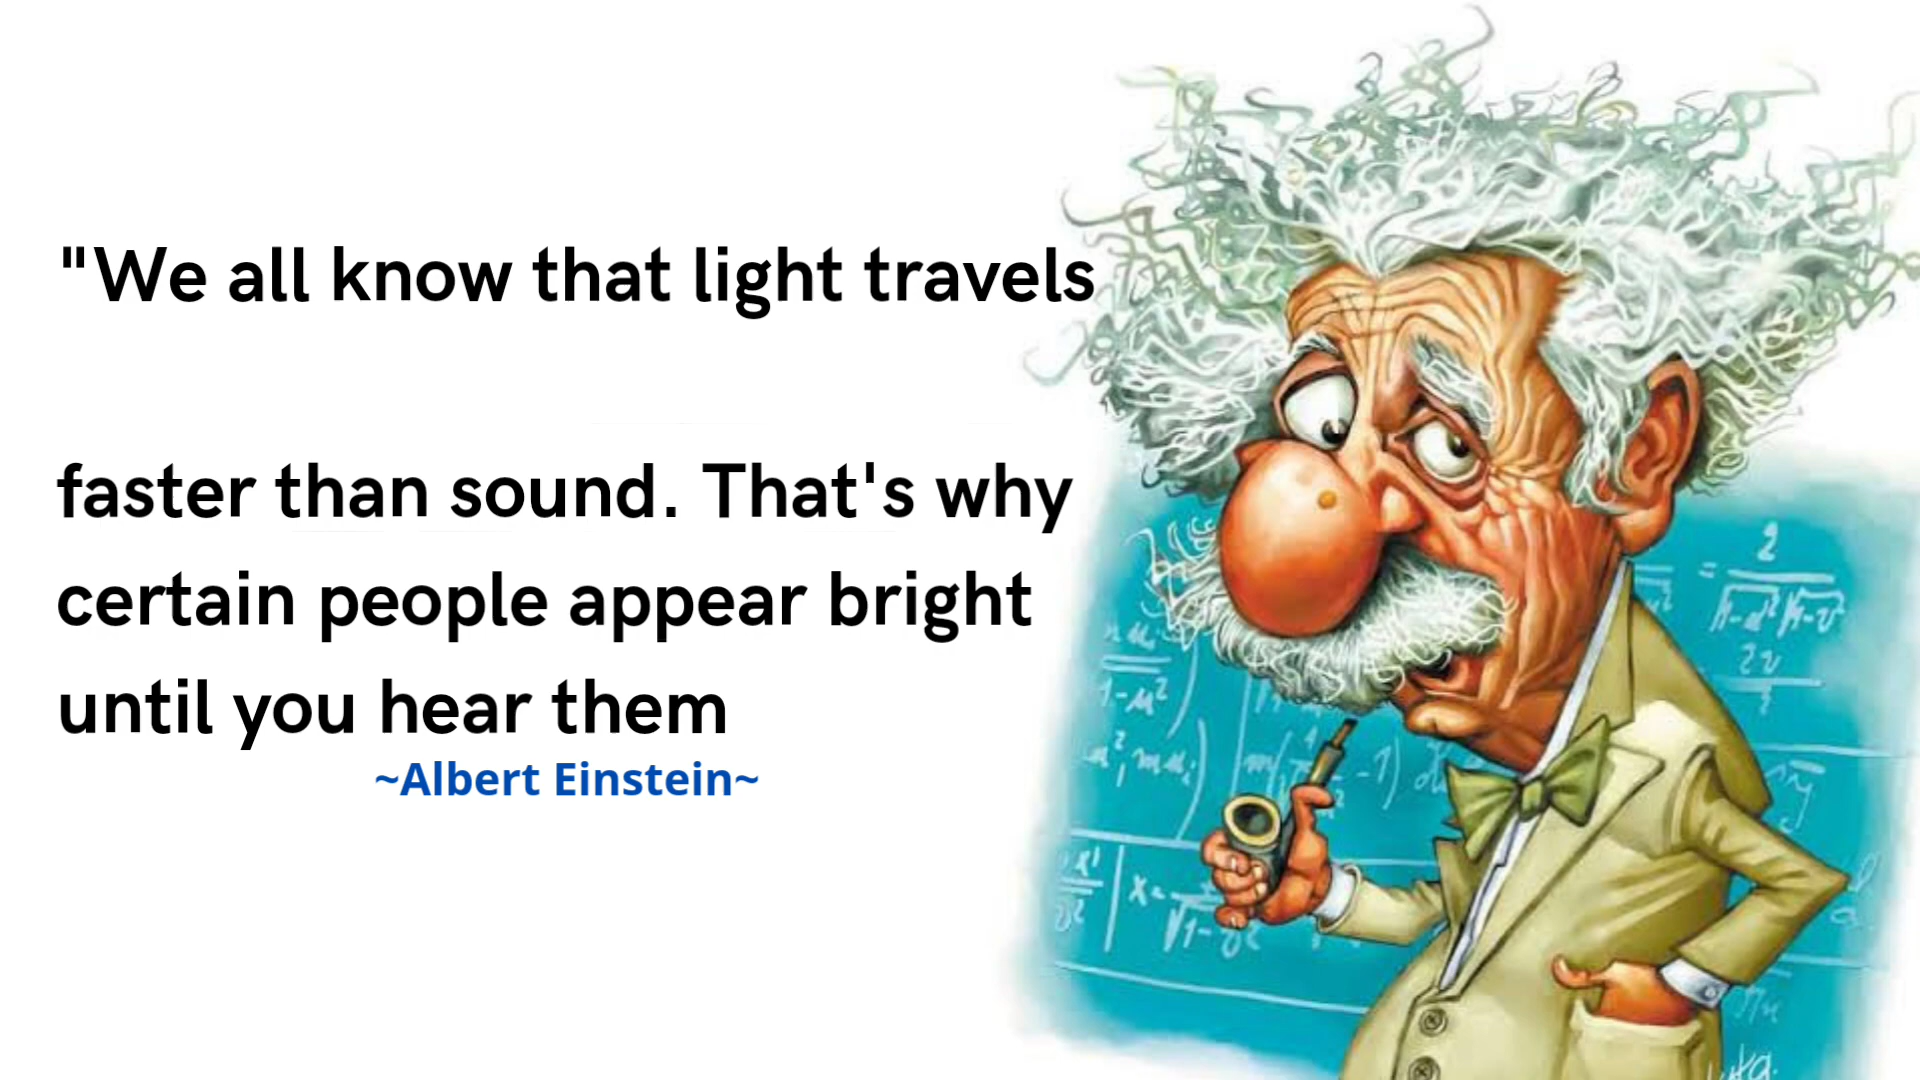 "We all know that light travels
faster than sound. That's why
certain people appear bright
until you hear them
~Albert Einstein~